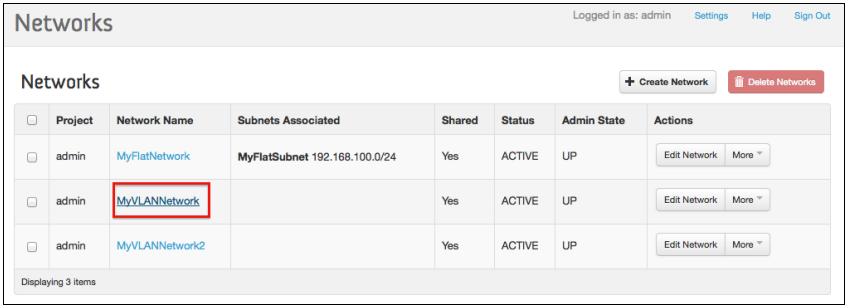 Networks
Logged in as: admin Settings Help Sign Out
Networks
+ Create Network Delete Networks
Project Network Name Subnets Associated Shared Status Admin State Actions
admin MyFlatNetwork MyFlatSubnet 192.168.100.0/24 Yes ACTIVE UP Edit Network More
admin MyVLANNetwork Yes ACTIVE UP Edit Network More
admin MyVLANNetwork2 Yes ACTIVE UP Edit Network More
Displaying 3 items